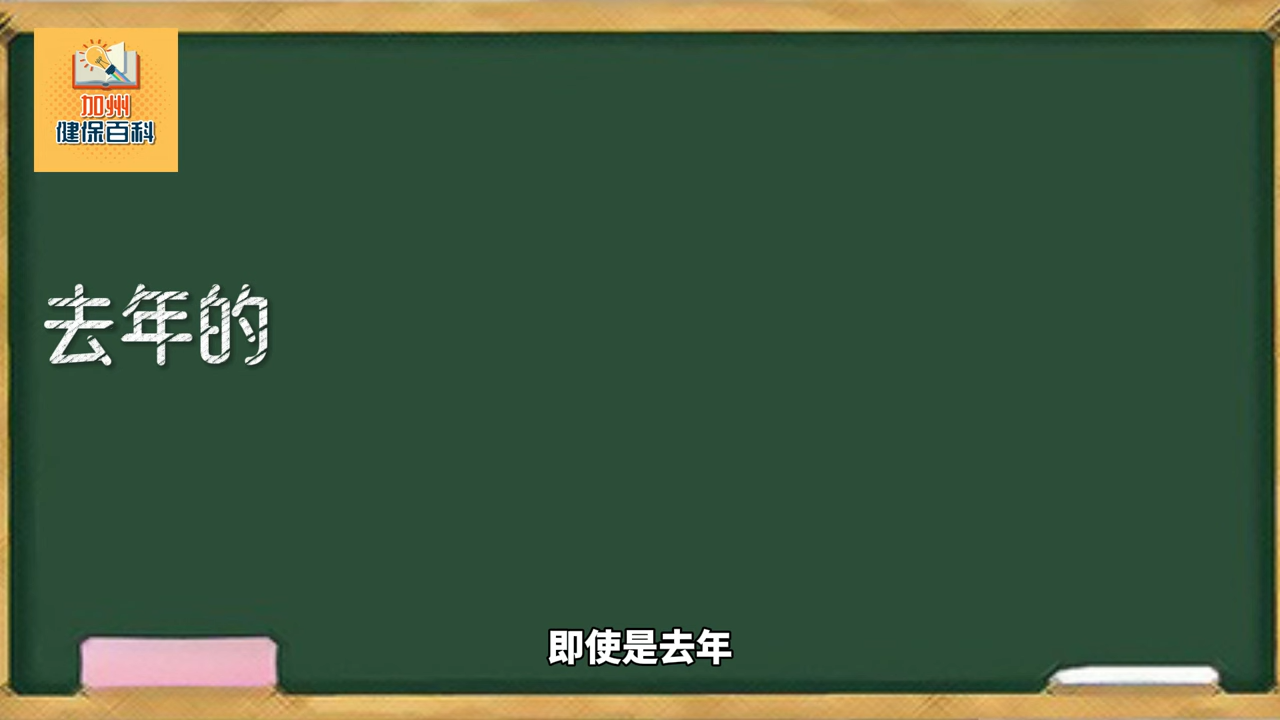 加州
健保百科
去年的
即使是去年